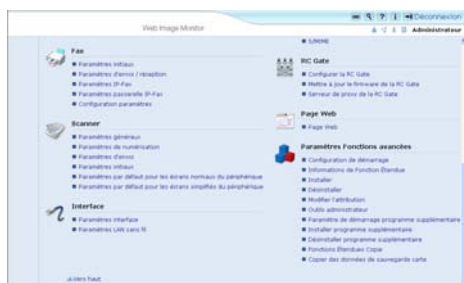 Déconnexion
Web Image Monitor
Administrateur
Fax
Paramètres initiaux
Paramètres d'envoi / réception
Paramètres IP-Fax
Paramètres passerelle IP-Fax
Configuration paramètres
Scanner
Paramètres généraux
Paramètres de numérisation
Paramètres d'envoi
Paramètres initiaux
Paramètres par défaut pour les écrans normaux du périphérique
Paramètres par défaut pour les écrans simplifiés du périphérique
Interface
Paramètres interface
Paramètres LAN sans fil
Vers haut
S/MIME
RC Gate
Configurer la RC Gate
Mettre à jour le firmware de la RC Gate
Serveur de proxy de la RC Gate
Page Web
Page Web
Paramètres Fonctions avancées
Configuration de démarrage
Informations de Fonction Étendue
Installer
Désinstaller
Modifier l'attribution
Outils administrateur
Paramètre de démarrage programme supplémentaire
Installer programme supplémentaire
Désinstaller programme supplémentaire
Fonctions Étendues Copie
Copier des données de sauvegarde carte